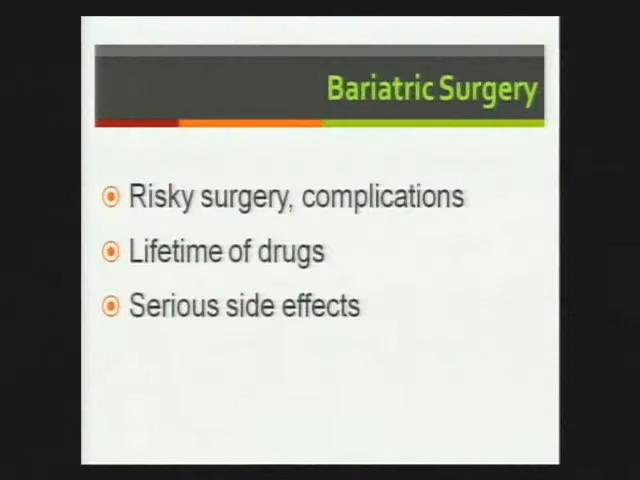 Bariatric Surgery
Risky surgery, complications
Lifetime of drugs
Serious side effects